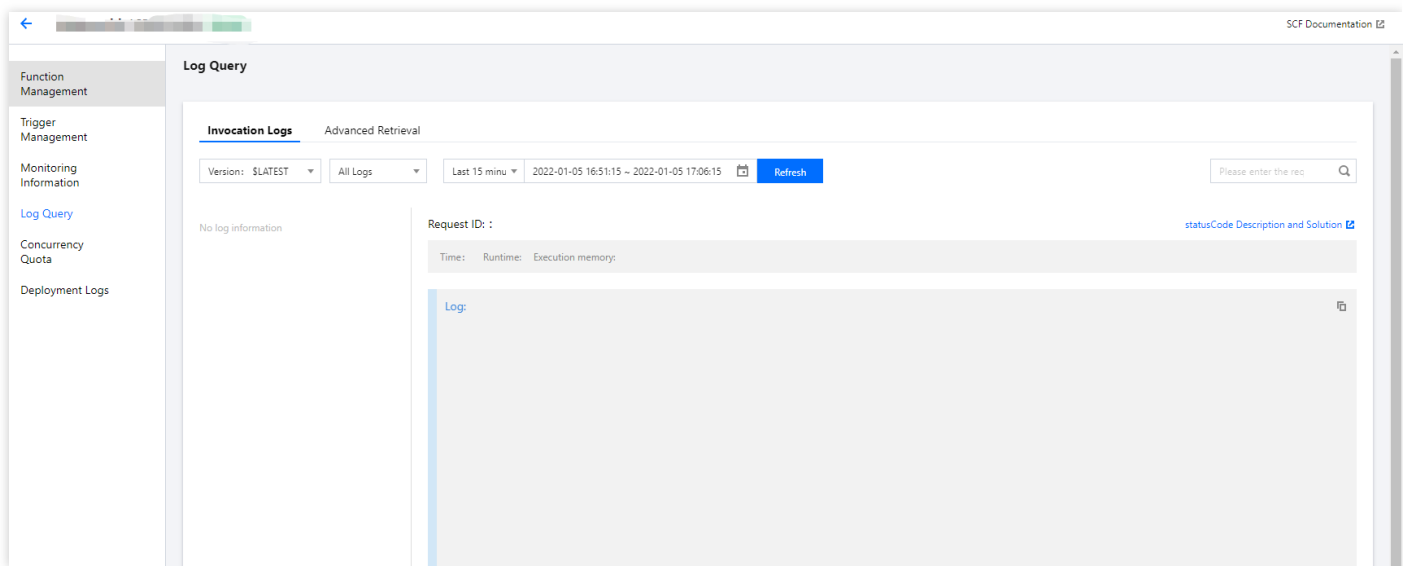 SCF Documentation
Function
Management
Trigger
Management
Monitoring
Information
Log Query
Concurrency
Quota
Deployment Logs
Log Query
Invocation Logs
Advanced Retrieval
Version: $LATEST
All Logs
Last 15 minu
2022-01-05 16:51:15 ~ 2022-01-05 17:06:15
Refresh
Please enter the rec
No log information
Request ID: :
statusCode Description and Solution
Time: Runtime: Execution memory:
Log: